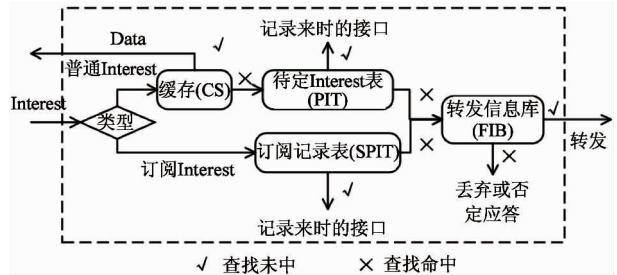 记录来时的接口
Data
√
√
普通Interest
缓存(CS)
×
待定Interest表
(PIT)
×
Interest
类型
转发信息库
(FIB)
√
转发
订阅记录表(SPIT)
×
×
订阅Interest
√
丢弃或否
定应答
记录来时的接口
√ 查找未中
× 查找命中